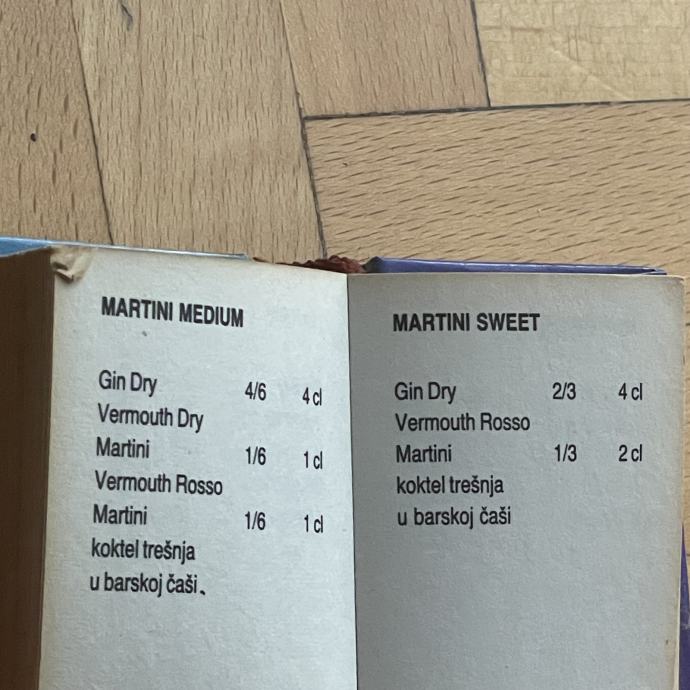 MARTINI MEDIUM
Gin Dry 4/6 4 cl
Vermouth Dry
Martini 1/6 1 cl
Vermouth Rosso
Martini 1/6 1 cl
koktel trešnja
u barskoj čaši.
MARTINI SWEET
Gin Dry 2/3 4 cl
Vermouth Rosso
Martini 1/3 2 cl
koktel trešnja
u barskoj čaši